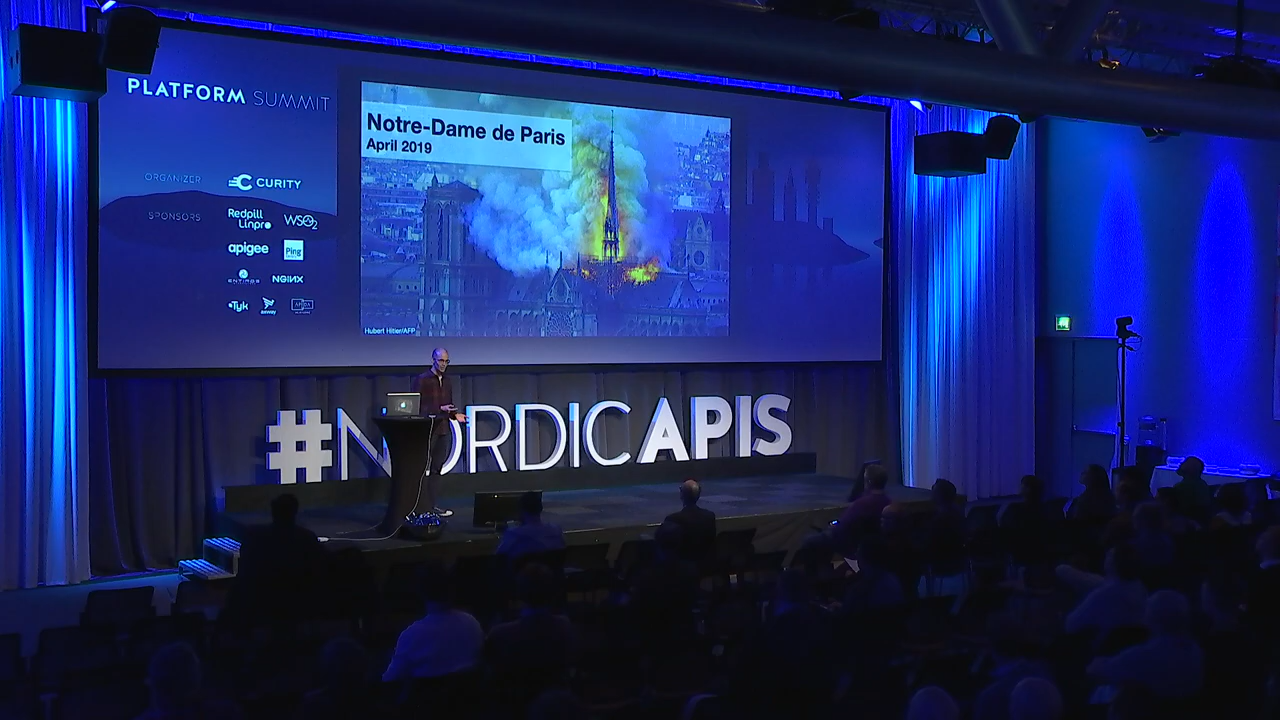 PLATFORM SUMMIT
ORGANIZER
CURITY
SPONSORS
Redpill
Linpro
WSO2
apigee
Ping
NGINX
Tyk
axway
Notre-Dame de Paris
April 2019
Hubert Hitier/AFP
#NORDICAPIS